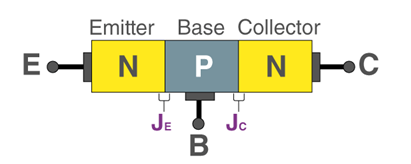 Emitter Base Collector
E N P N C
JE JC
B